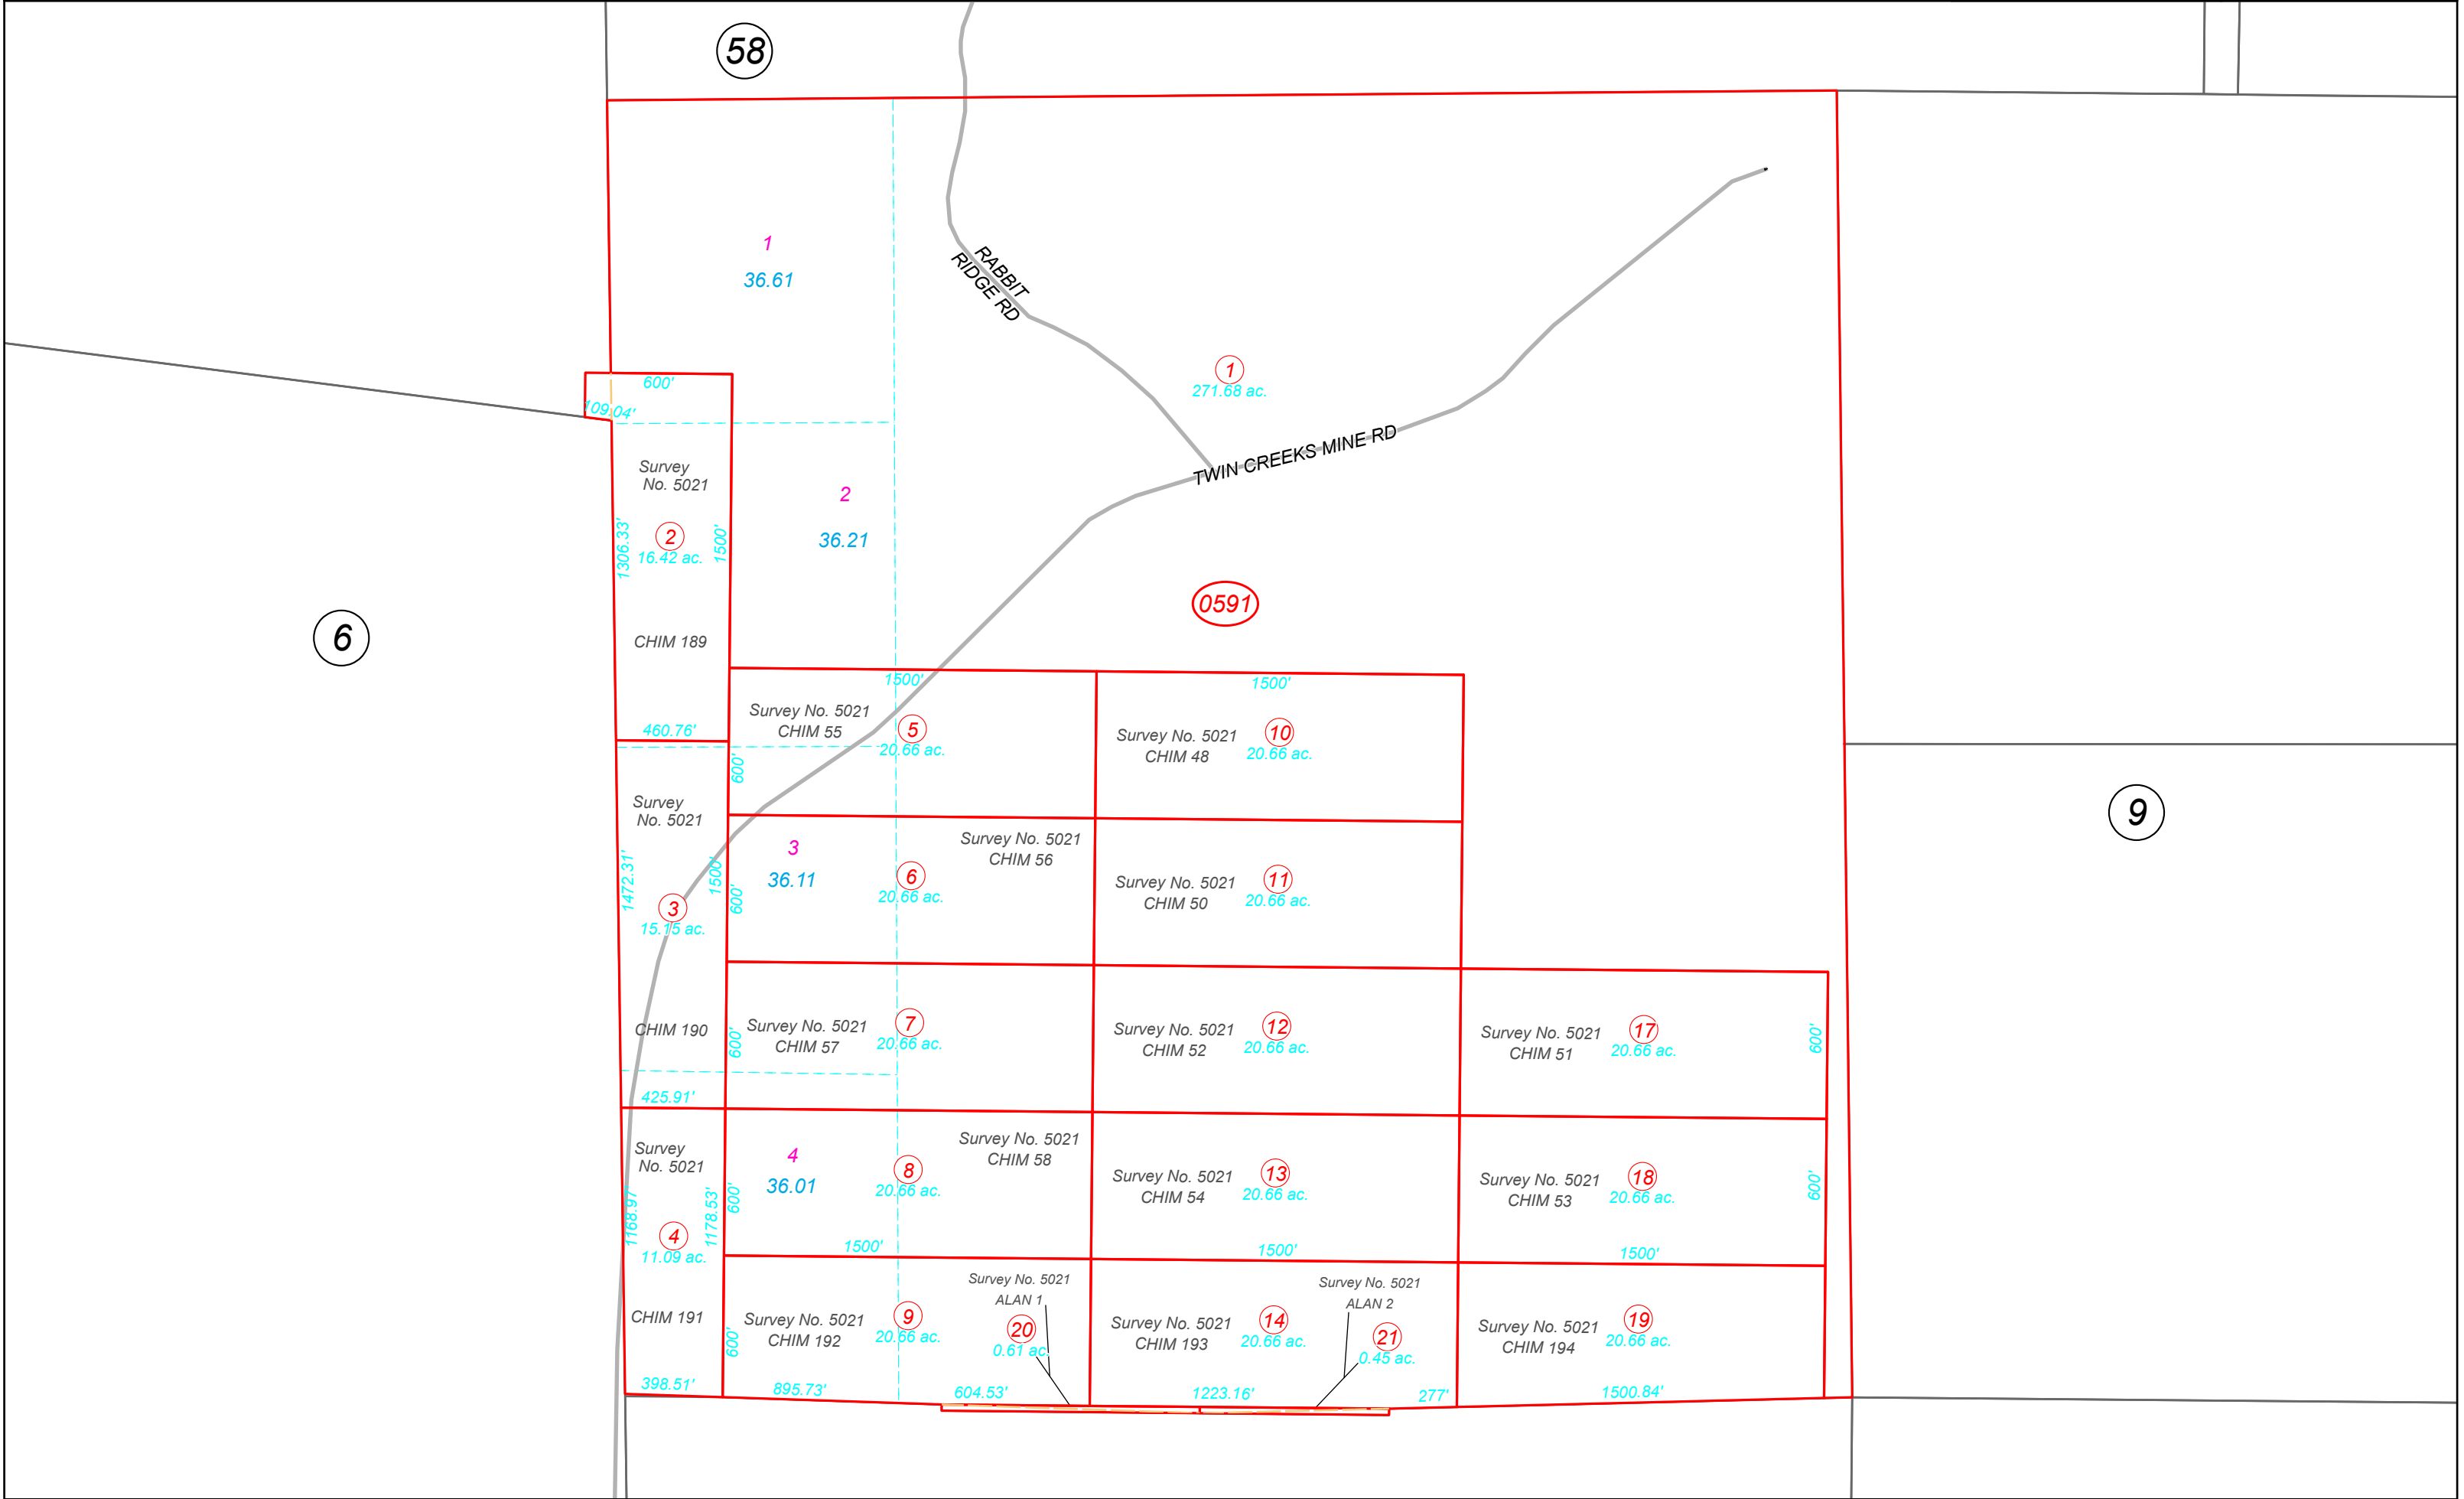 58
1
36.61
RABBIT
RIDGE RD
1
271.68 ac.
600'
109.04'
TWIN CREEKS MINE RD
Survey
No. 5021
2
36.21
1306.33'
2
16.42 ac.
1500'
0591
6
CHIM 189
460.76'
1500'
Survey No. 5021
CHIM 55
5
20.66 ac.
600'
1500'
Survey No. 5021
CHIM 48
10
20.66 ac.
9
Survey
No. 5021
1472.31'
1500'
3
15.15 ac.
CHIM 190
425.91'
3
36.11
600'
6
20.66 ac.
Survey No. 5021
CHIM 56
Survey No. 5021
CHIM 50
11
20.66 ac.
600'
Survey No. 5021
CHIM 57
7
20.66 ac.
Survey No. 5021
CHIM 52
12
20.66 ac.
Survey No. 5021
CHIM 51
17
20.66 ac.
600'
Survey
No. 5021
1168.97'
1178.53'
4
11.09 ac.
CHIM 191
398.51'
4
36.01
600'
8
20.66 ac.
Survey No. 5021
CHIM 58
1500'
Survey No. 5021
CHIM 54
13
20.66 ac.
1500'
Survey No. 5021
CHIM 53
18
20.66 ac.
600'
1500'
600'
Survey No. 5021
CHIM 192
9
20.66 ac.
Survey No. 5021
ALAN 1
20
0.61 ac.
895.73'
604.53'
Survey No. 5021
CHIM 193
14
20.66 ac.
Survey No. 5021
ALAN 2
21
0.45 ac.
1223.16'
277'
Survey No. 5021
CHIM 194
19
20.66 ac.
1500.84'